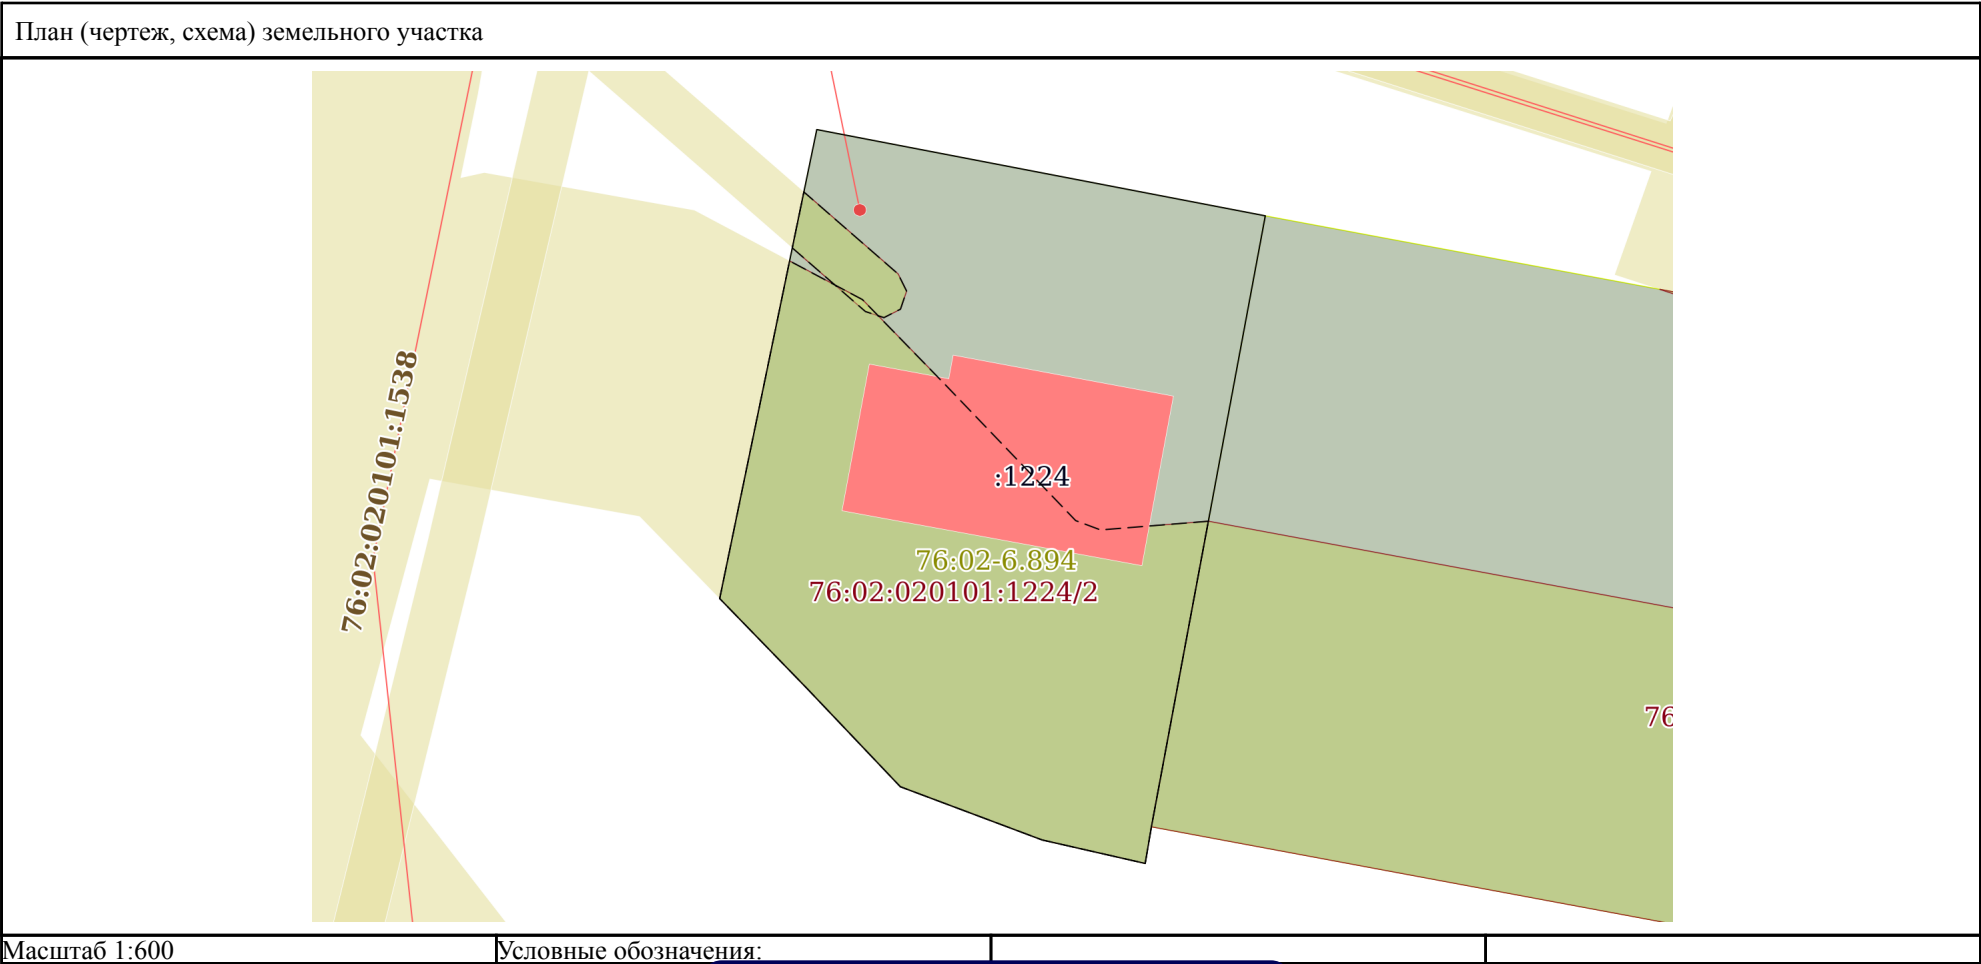 План (чертеж, схема) земельного участка
76:02:020101:1538
:1224
76:02-6.894
76:02:020101:1224/2
76
Масштаб 1:600
Условные обозначения: